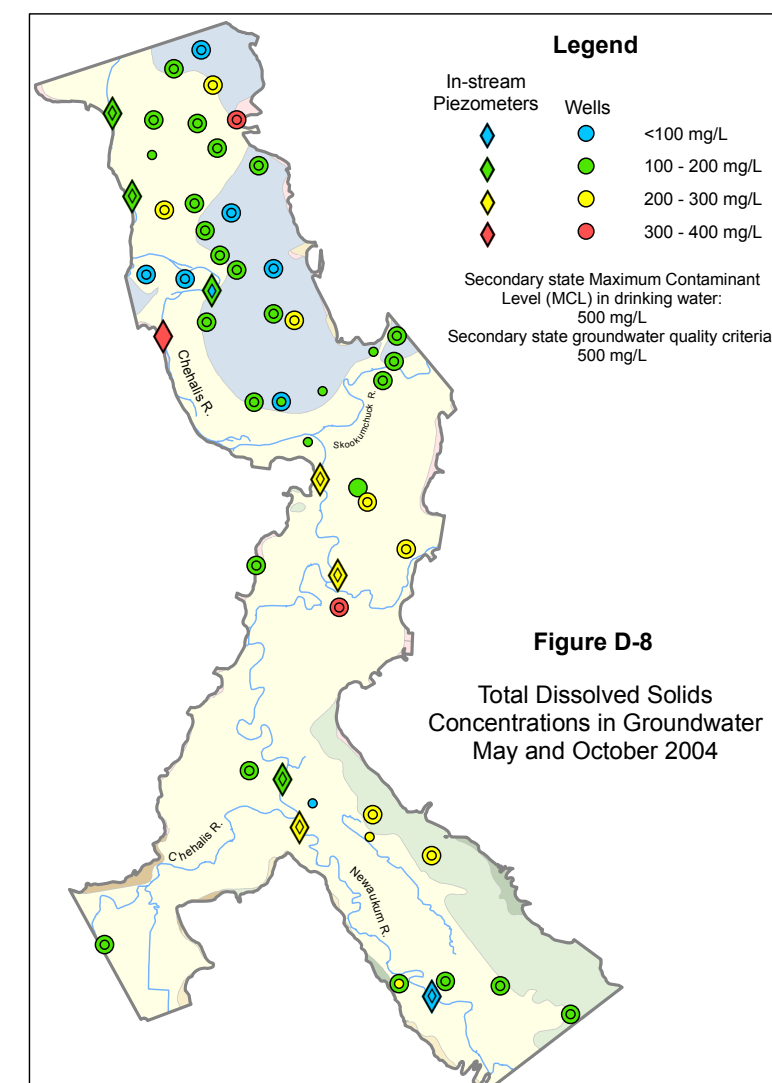 Legend
In-stream
Piezometers
Wells
<100 mg/L
100 - 200 mg/L
200 - 300 mg/L
300 - 400 mg/L
Secondary state Maximum Contaminant
Level (MCL) in drinking water:
500 mg/L
Secondary state groundwater quality criteria
500 mg/L
Chehalis R.
Skookumchuck R.
Figure D-8
Total Dissolved Solids
Concentrations in Groundwater
May and October 2004
Chehalis R.
Newaukum R.